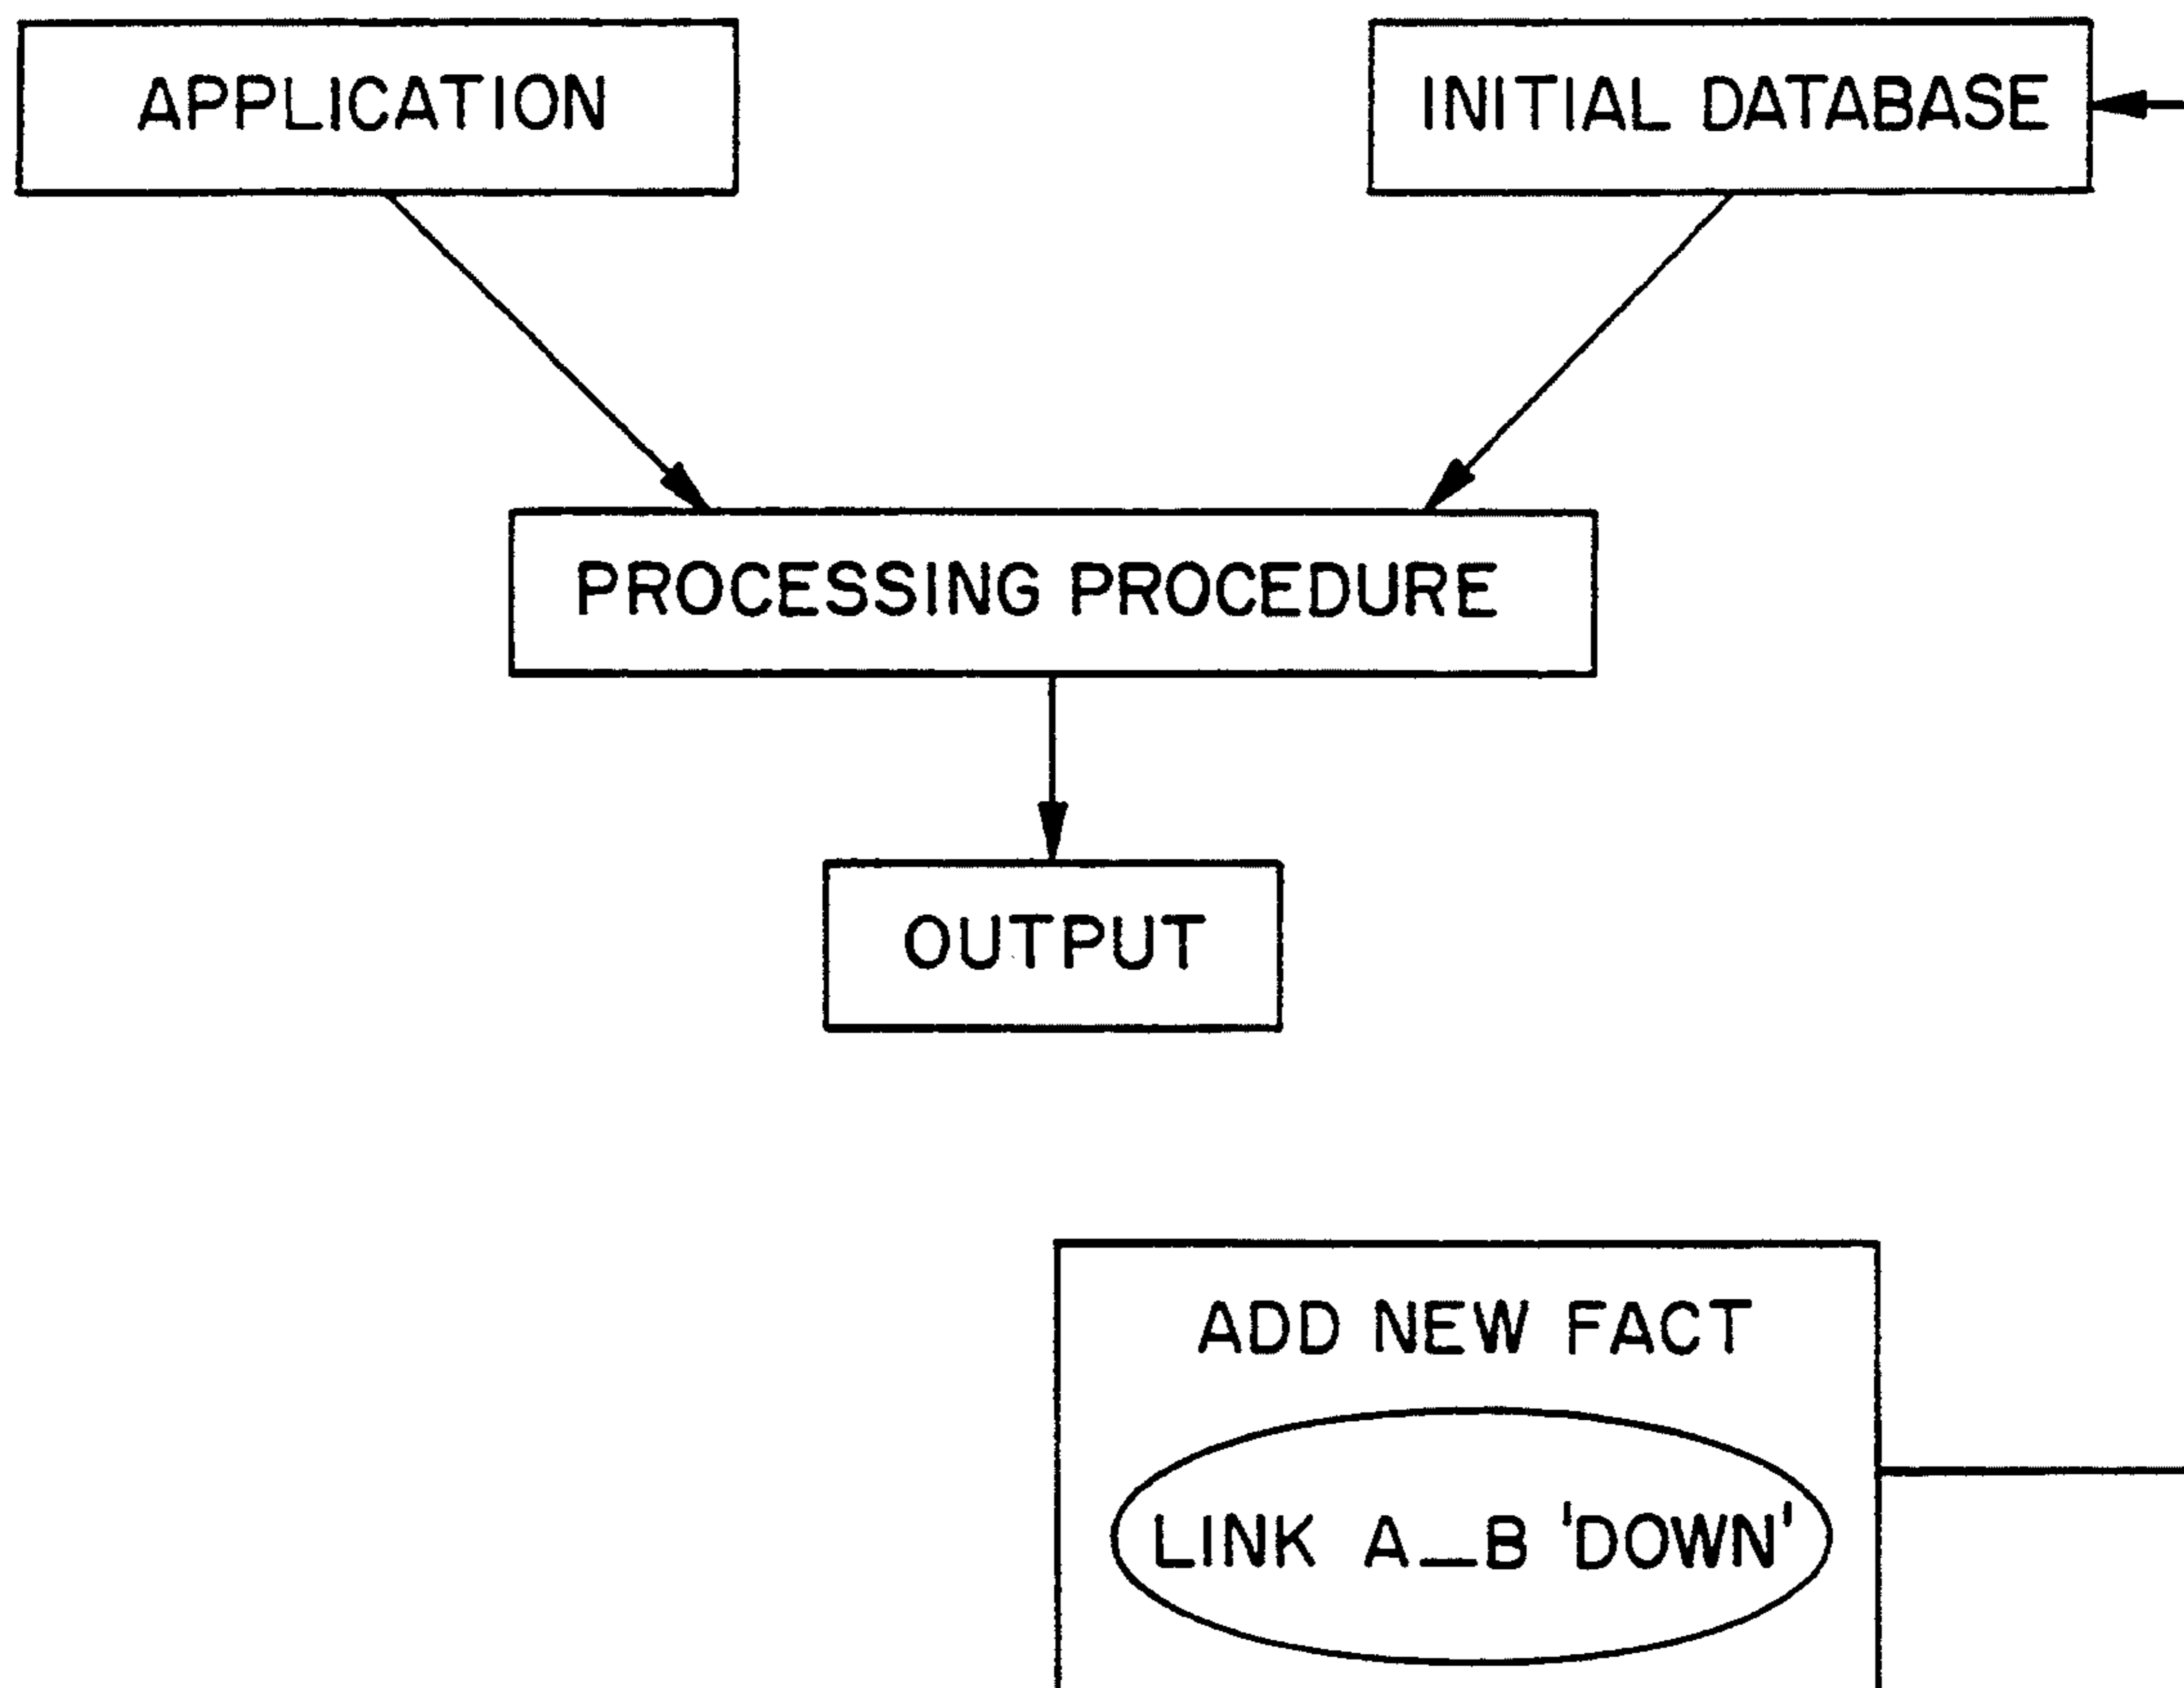 APPLICATION
INITIAL DATABASE
PROCESSING PROCEDURE
OUTPUT
ADD NEW FACT
LINK A_B 'DOWN'